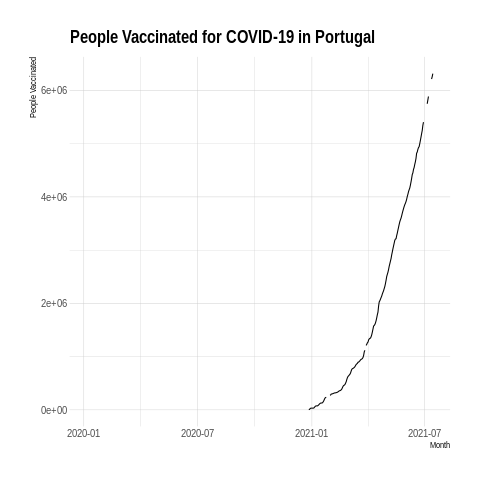 People Vaccinated for COVID-19 in Portugal
People Vaccinated
6e+06
4e+06
2e+06
0e+00
2020-01
2020-07
2021-01
2021-07
Month